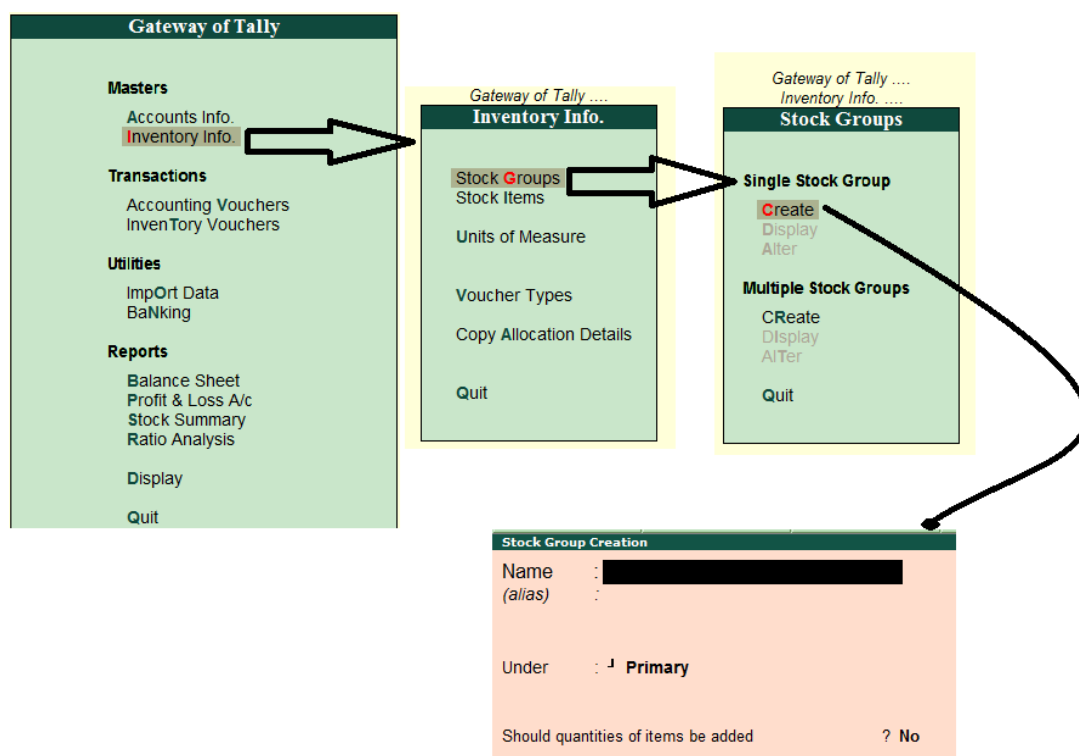 Gateway of Tally
Masters
Accounts Info.
Inventory Info.
Transactions
Accounting Vouchers
InvenTory Vouchers
Utilities
ImpOrt Data
BaNking
Reports
Balance Sheet
Profit & Loss A/c
Stock Summary
Ratio Analysis
Display
Quit
Gateway of Tally ....
Inventory Info.
Stock Groups
Stock Items
Units of Measure
Voucher Types
Copy Allocation Details
Quit
Gateway of Tally ....
Inventory Info. ....
Stock Groups
Single Stock Group
Create
Display
Alter
Multiple Stock Groups
CReate
DIsplay
AlTer
Quit
Stock Group Creation
Name :
(alias) :
Under : ┘ Primary
Should quantities of items be added ? No